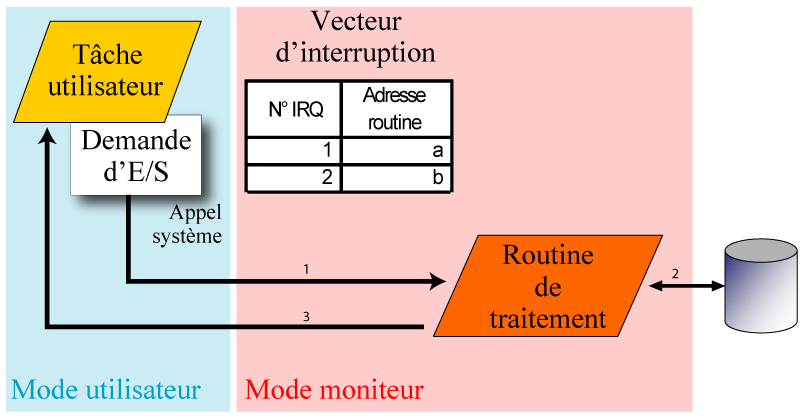 Tâche
utilisateur
Demande
d'E/S
Appel
système
Vecteur
d'interruption
N° IRQ
Adresse
routine
1
a
2
b
1
Routine
de
traitement
2
3
Mode utilisateur
Mode moniteur